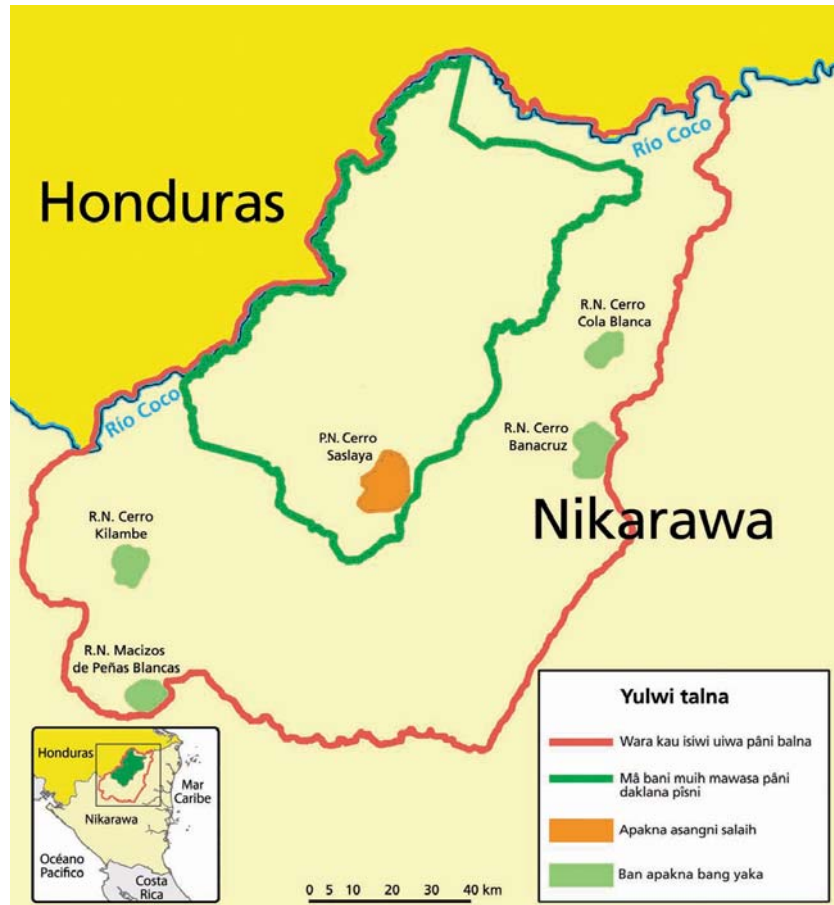 Honduras
Río Coco
R.N. Cerro
Cola Blanca
Río Coco
P.N. Cerro
Saslaya
R.N. Cerro
Banacruz
Nikarawa
R.N. Cerro
Kilambe
R.N. Macizos
de Peñas Blancas
Yulwi talna
Wara kau isiwi uiwa pâni balna
Mâ bani muih mawasa pâni
daklana pîsni
Apakna asangni salaih
Ban apakna bang yaka
Honduras
Mar
Caribe
Nikarawa
Océano
Pacifico
Costa
Rica
0 5 10 20 30 40 km